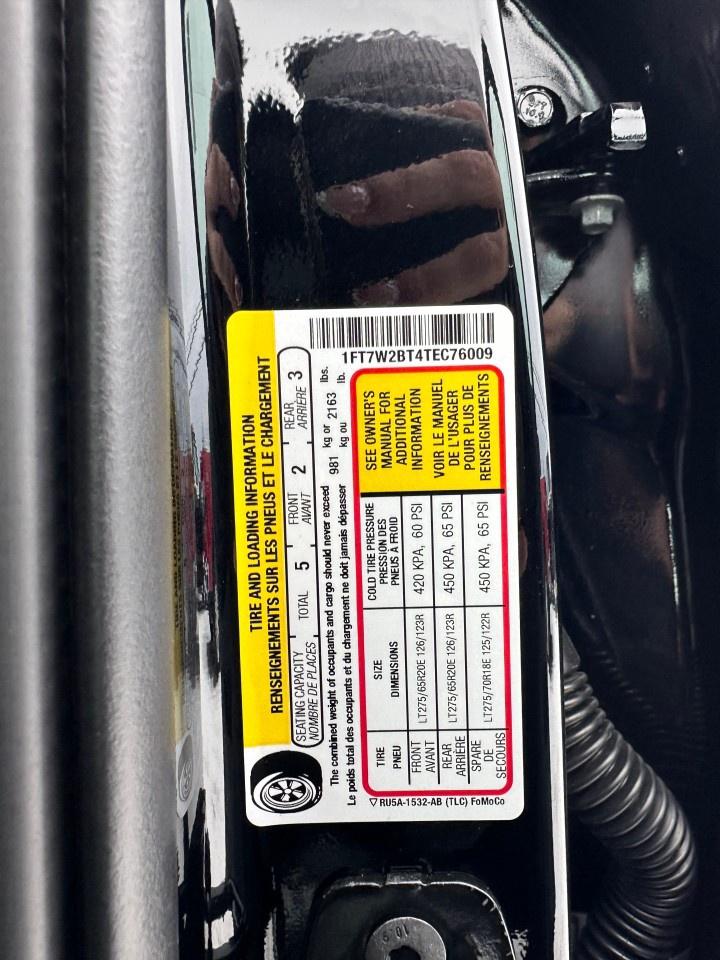 TIRE AND LOADING INFORMATION
RENSEIGNEMENTS SUR LES PNEUS ET LE CHARGEMENT
SEATING CAPACITY TOTAL 5 FRONT 2 REAR 3
NOMBRE DE PLACES AVANT ARRIÈRE
The combined weight of occupants and cargo should never exceed 981 kg or 2163 lbs.
Le poids total des occupants et du chargement ne doit jamais dépasser kg ou lb.
1FT7W2BT4TEC76009
TIRE SIZE COLD TIRE PRESSURE
PNEU DIMENSIONS PRESSION DES PNEUS À FROID
FRONT AVANT LT275/65R20E 126/123R 420 KPA, 60 PSI
REAR ARRIÈRE LT275/65R20E 126/123R 450 KPA, 65 PSI
SPARE DE SECOURS LT275/70R18E 125/122R 450 KPA, 65 PSI
SEE OWNER'S
MANUAL FOR
ADDITIONAL
INFORMATION
VOIR LE MANUEL
DE L'USAGER
POUR PLUS DE
RENSEIGNEMENTS
RU5A-1532-AB (TLC) FoMoCo